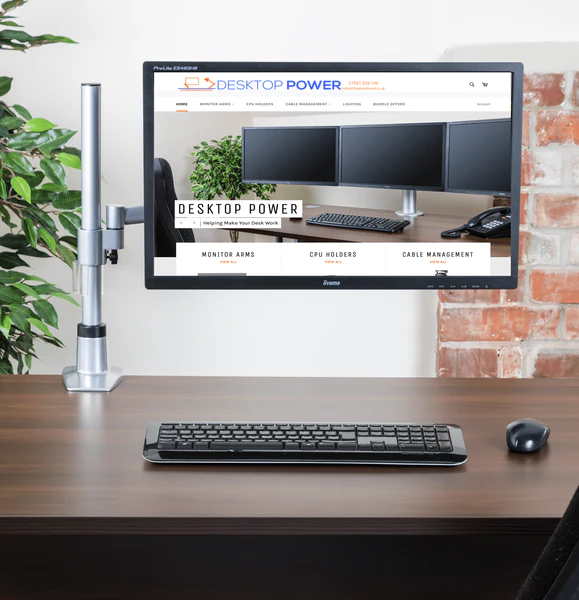 ProLite E2483HS
DESKTOP POWER
HOME MONITOR ARMS CPU HOLDERS CABLE MANAGEMENT LIGHTING BUNDLE OFFERS
DESKTOP POWER
Helping Make Your Desk Work
MONITOR ARMS CPU HOLDERS CABLE MANAGEMENT
VIEW ALL VIEW ALL VIEW ALL
iiyama